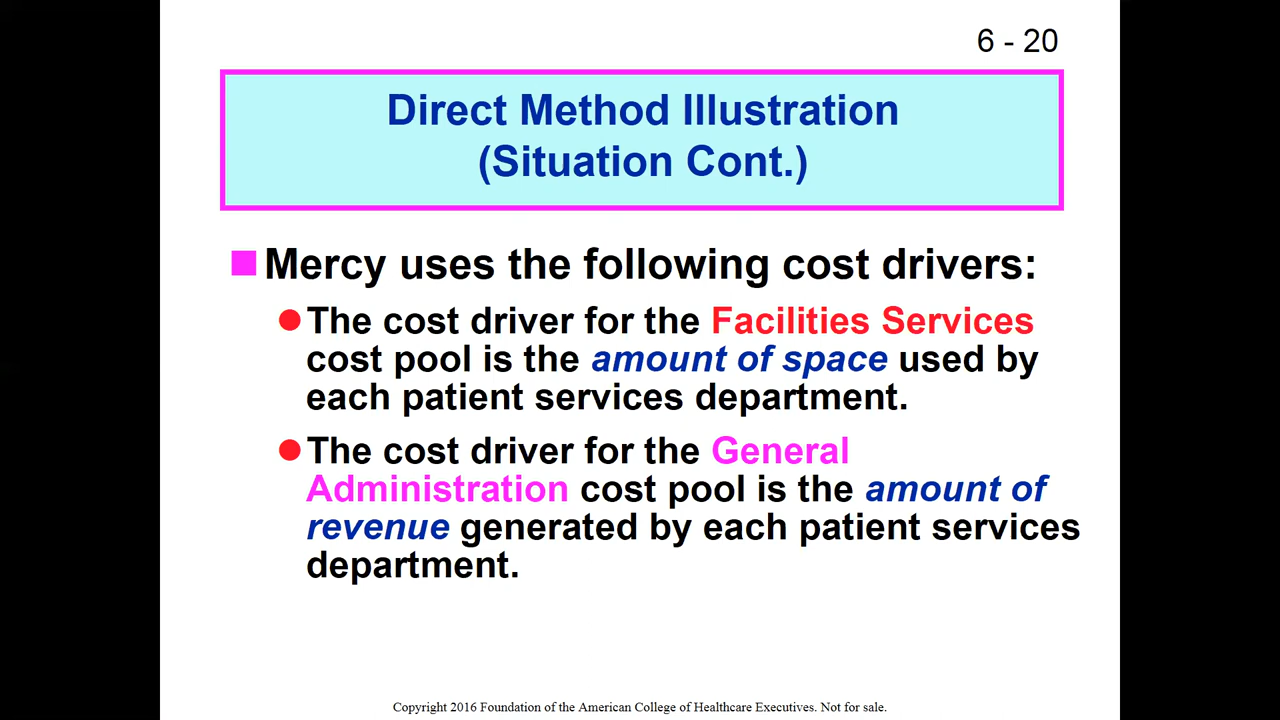 6 - 20
Direct Method Illustration
(Situation Cont.)
Mercy uses the following cost drivers:
The cost driver for the Facilities Services
cost pool is the amount of space used by
each patient services department.
The cost driver for the General
Administration cost pool is the amount of
revenue generated by each patient services
department.
Copyright 2016 Foundation of the American College of Healthcare Executives. Not for sale.